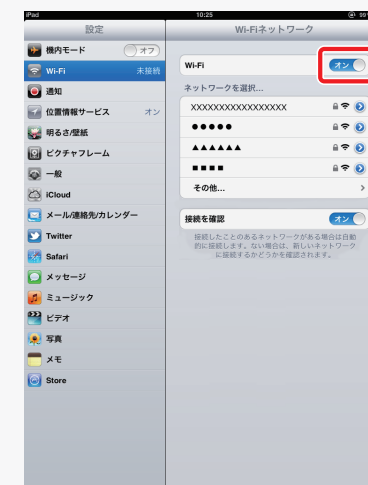 iPad
10:25
99
設定
Wi-Fiネットワーク
機内モード
オフ
Wi-Fi
未接続
通知
位置情報サービス
オン
明るさ/壁紙
ピクチャフレーム
一般
iCloud
メール/連絡先/カレンダー
Twitter
Safari
メッセージ
ミュージック
ビデオ
写真
メモ
Store
Wi-Fi
オン
ネットワークを選択...
XXXXXXXXXXXXXXXXX
●●●●●
▲▲▲▲▲▲
■■■■
その他...
接続を確認
オン
接続したことのあるネットワークがある場合は自動
的に接続します。ない場合は、新しいネットワーク
に接続するかどうかを確認されます。